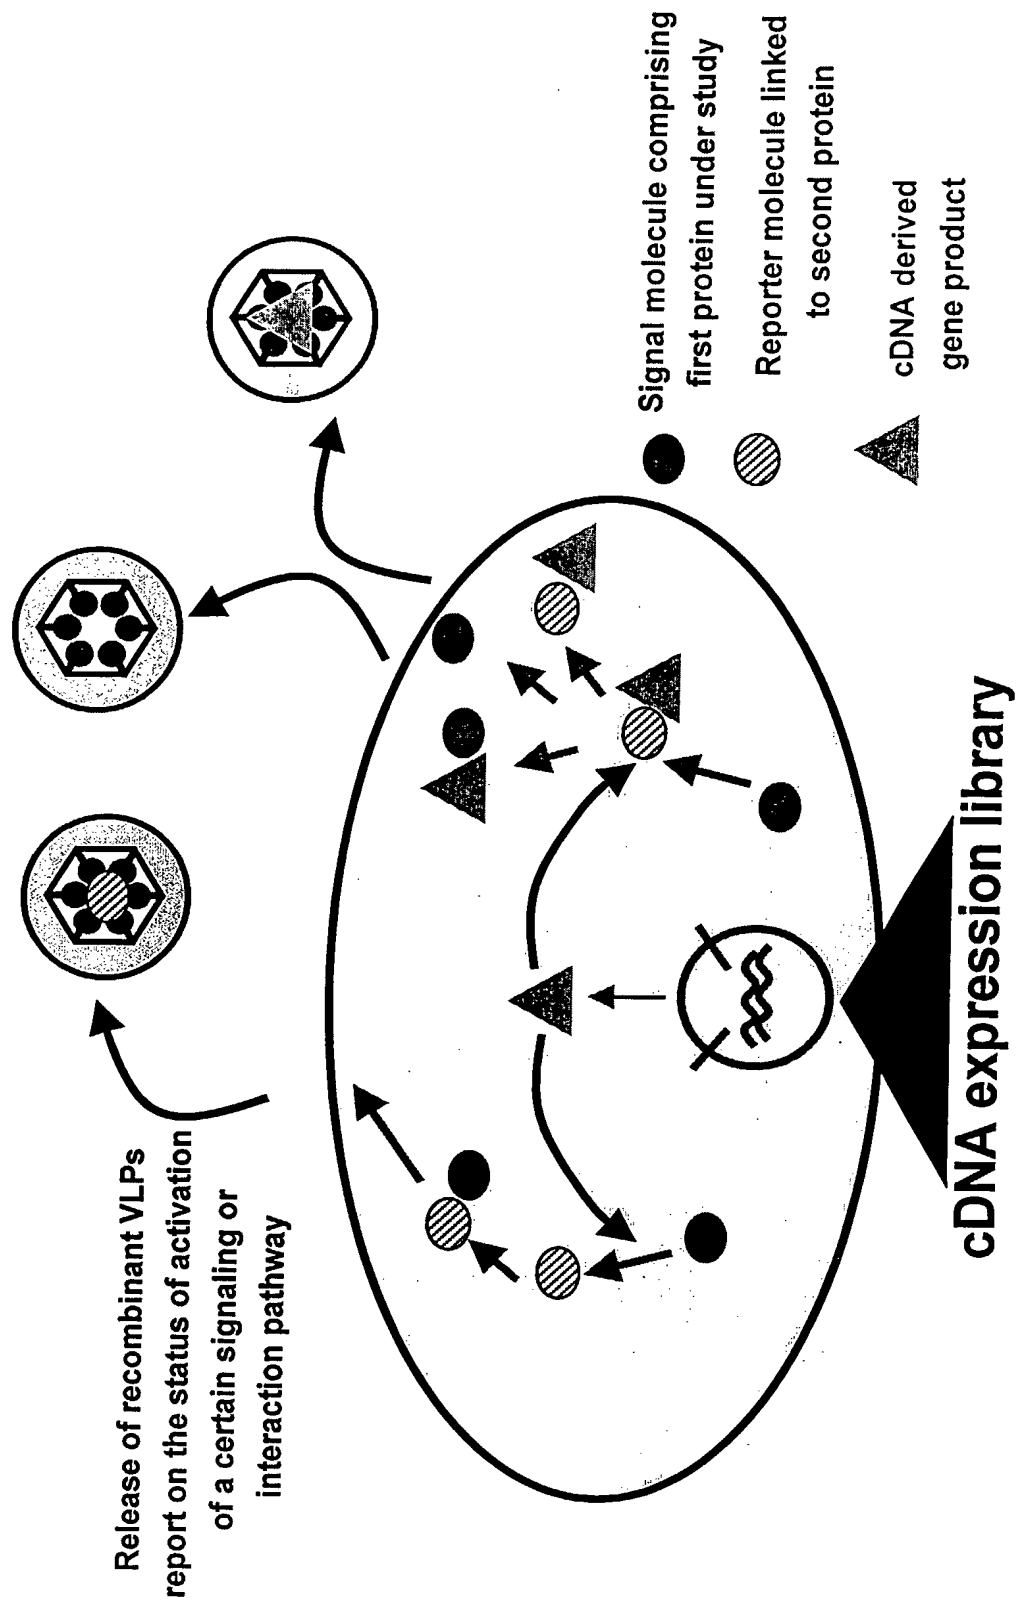 Release of recombinant VLPs
report on the status of activation
of a certain signaling or
interaction pathway
Signal molecule comprising
first protein under study
Reporter molecule linked
to second protein
cDNA derived
gene product
cDNA expression library